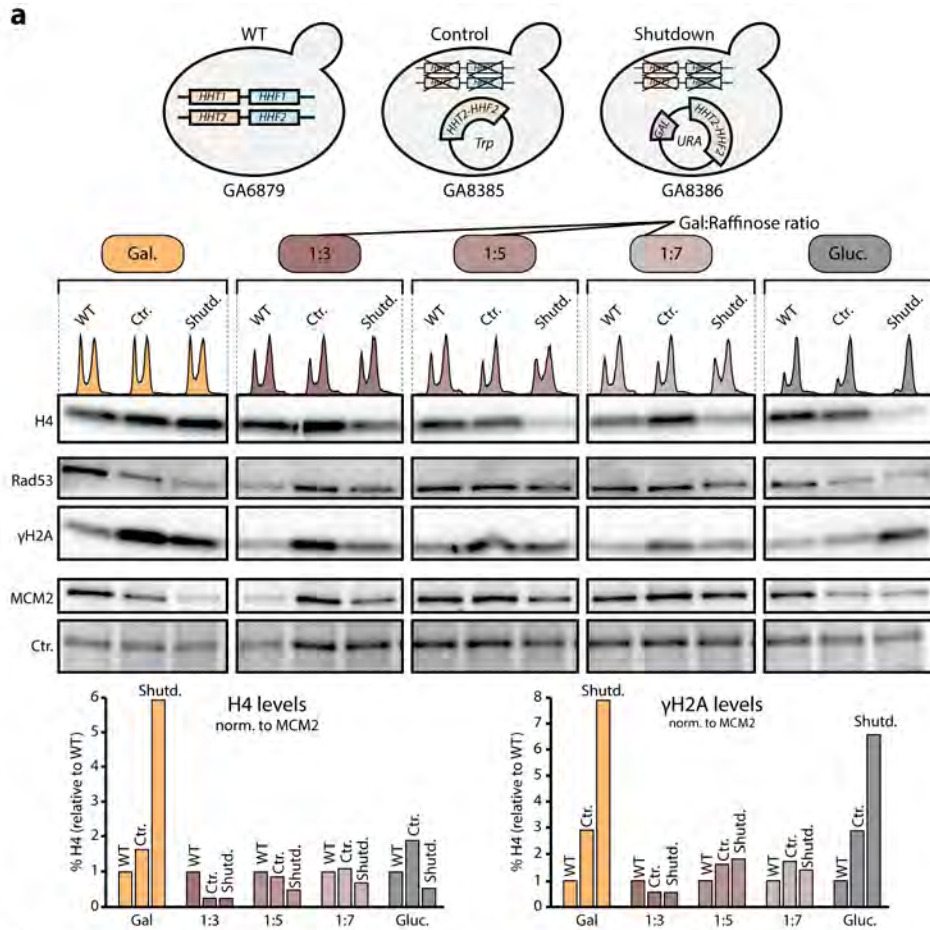 a
WT Control Shutdown
HHT1 HHF1
HHT2 HHF2
HHT2-HHF2
Trp
GAL
HHT2-HHF2
URA
GA6879 GA8385 GA8386
Gal:Raffinose ratio
Gal. 1:3 1:5 1:7 Gluc.
WT Ctr. Shutd. WT Ctr. Shutd. WT Ctr. Shutd. WT Ctr. Shutd. WT Ctr. Shutd.
H4
Rad53
γH2A
MCM2
Ctr.
H4 levels
norm. to MCM2
% H4 (relative to WT)
6
5
4
3
2
1
0
WT Ctr. Shutd. WT Ctr. Shutd. WT Ctr. Shutd. WT Ctr. Shutd. WT Ctr. Shutd.
Gal 1:3 1:5 1:7 Gluc.
γH2A levels
norm. to MCM2
% H4 (relative to WT)
8
7
6
5
4
3
2
1
0
WT Ctr. Shutd. WT Ctr. Shutd. WT Ctr. Shutd. WT Ctr. Shutd. WT Ctr. Shutd.
Gal 1:3 1:5 1:7 Gluc.